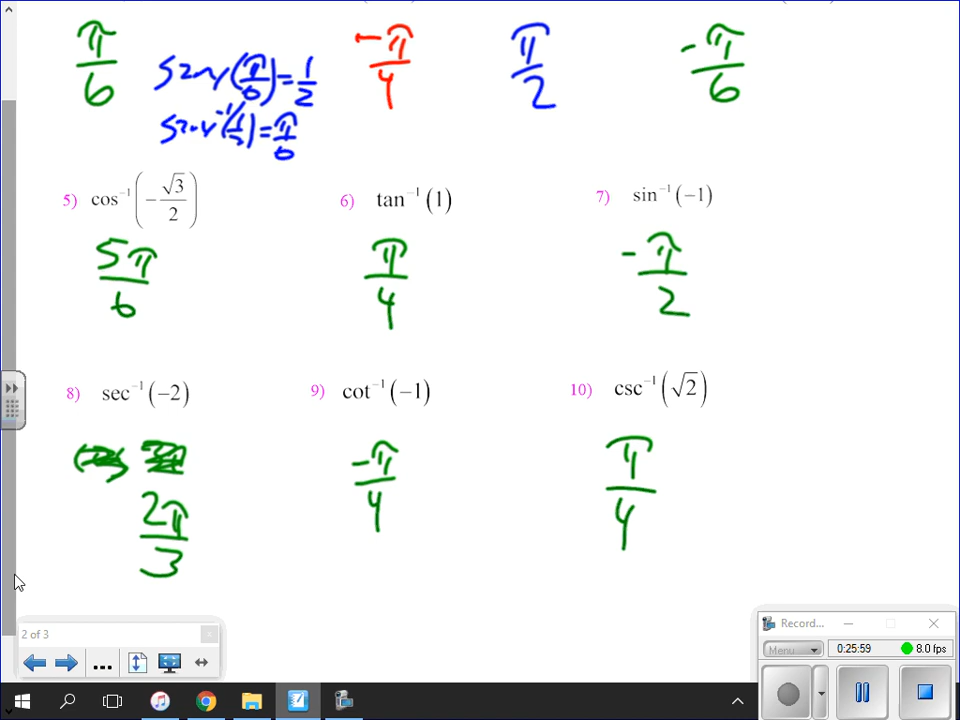 π/6
sin(π/6)=1/2
sin⁻¹(1/2)=π/6
-π/4
π/2
-π/6
5) cos⁻¹(-√3/2)
6) tan⁻¹(1)
7) sin⁻¹(-1)
5π/6
π/4
-π/2
8) sec⁻¹(-2)
9) cot⁻¹(-1)
10) csc⁻¹(√2)
2π/3
-π/4
π/4
2 of 3
Record...
Menu
0:25:59
8.0 fps